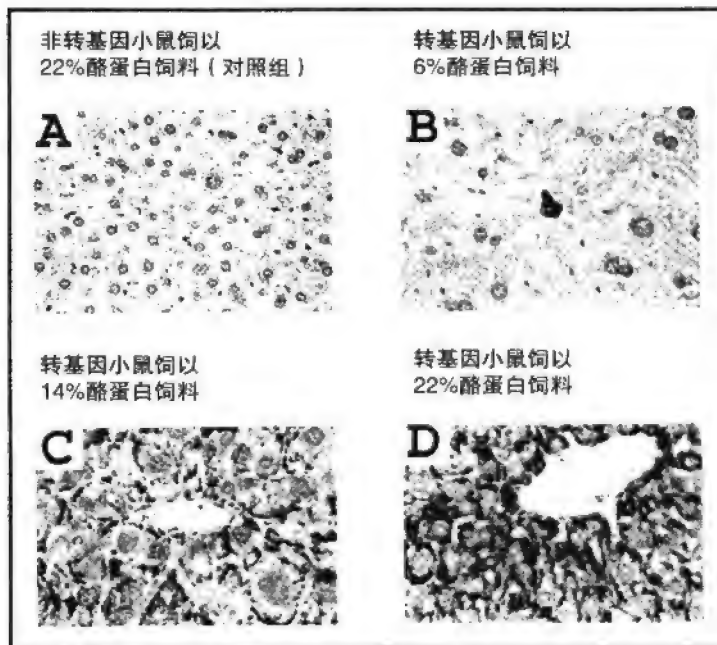 非转基因小鼠饲以
22%酪蛋白饲料（对照组）
转基因小鼠饲以
6%酪蛋白饲料
A
B
转基因小鼠饲以
14%酪蛋白饲料
转基因小鼠饲以
22%酪蛋白饲料
C
D